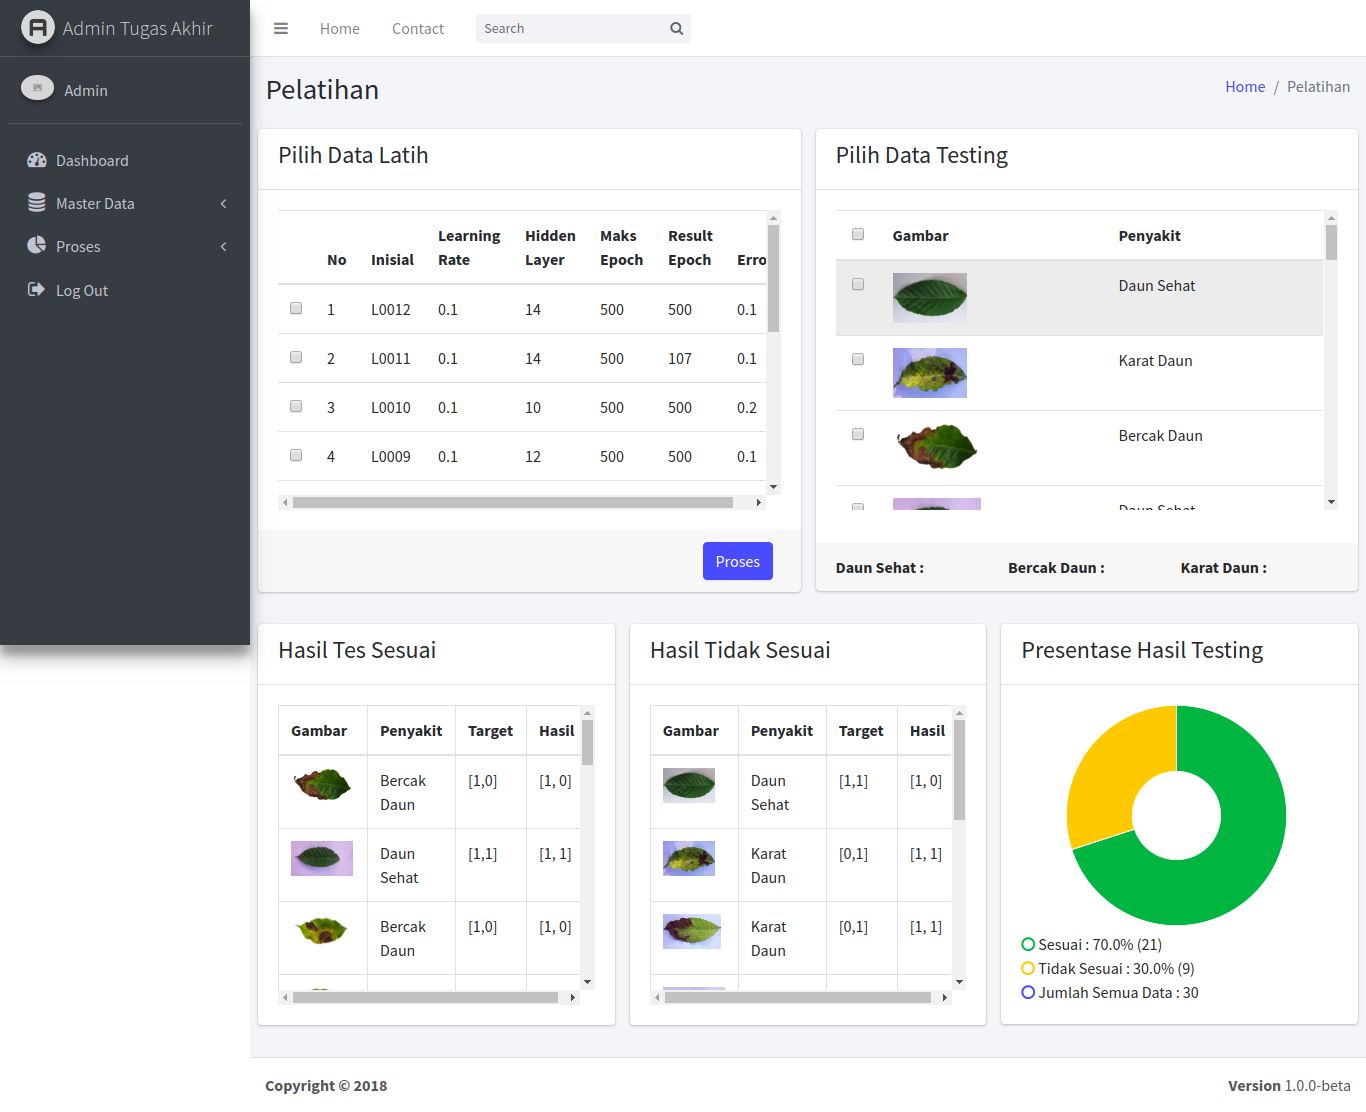 Admin Tugas Akhir
Home Contact Search
Admin
Dashboard
Master Data
Proses
Log Out
Pelatihan
Home / Pelatihan
Pilih Data Latih
No Inisial Learning Rate Hidden Layer Maks Epoch Result Epoch Erro
1 L0012 0.1 14 500 500 0.1
2 L0011 0.1 14 500 107 0.1
3 L0010 0.1 10 500 500 0.2
4 L0009 0.1 12 500 500 0.1
Proses
Pilih Data Testing
Gambar Penyakit
Daun Sehat
Karat Daun
Bercak Daun
Daun Sehat
Daun Sehat : Bercak Daun : Karat Daun :
Hasil Tes Sesuai
Gambar Penyakit Target Hasil
Bercak Daun [1,0] [1, 0]
Daun Sehat [1,1] [1, 1]
Bercak Daun [1,0] [1, 0]
Hasil Tidak Sesuai
Gambar Penyakit Target Hasil
Daun Sehat [1,1] [1, 0]
Karat Daun [0,1] [1, 1]
Karat Daun [0,1] [1, 1]
Presentase Hasil Testing
Sesuai : 70.0% (21)
Tidak Sesuai : 30.0% (9)
Jumlah Semua Data : 30
Copyright © 2018
Version 1.0.0-beta